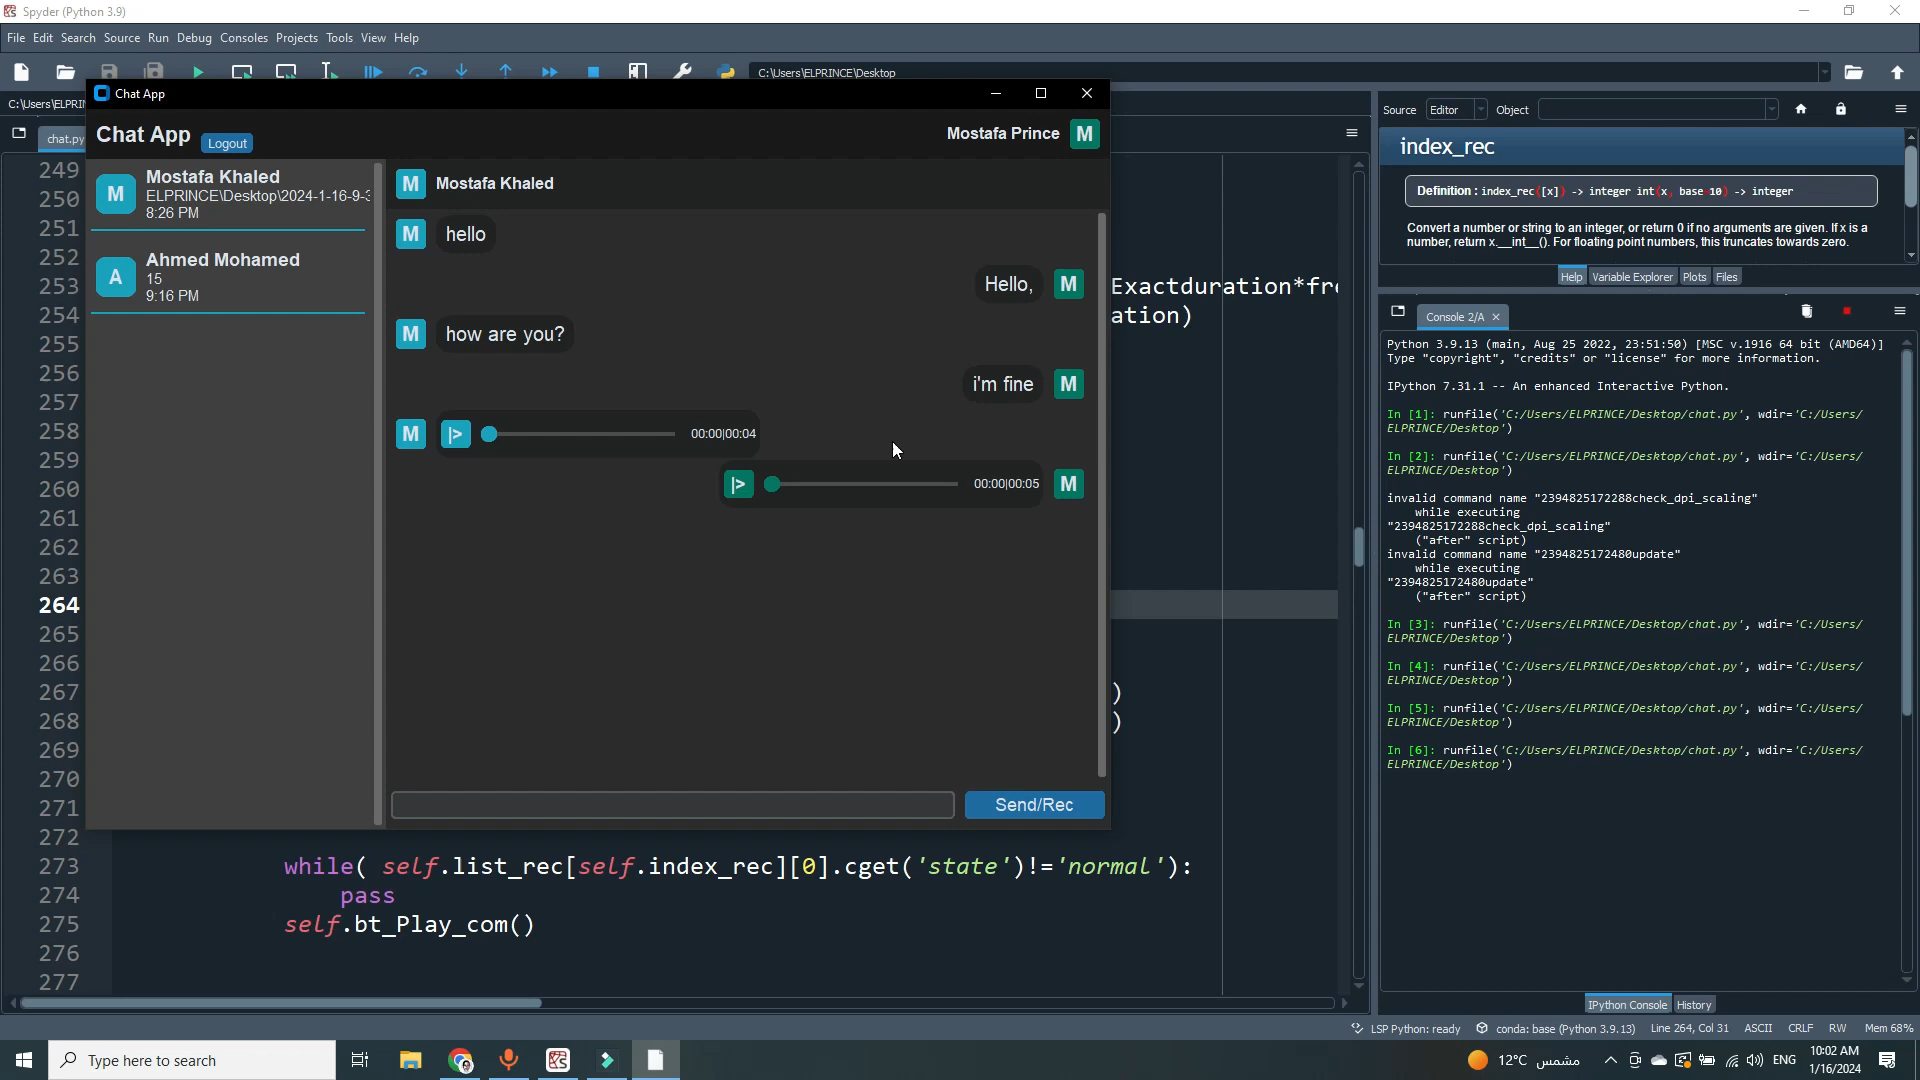 Spyder (Python 3.9)
File Edit Search Source Run Debug Consoles Projects Tools View Help
C:\Users\ELPRINCE\Desktop
C:\Users\ELPRIN
chat.py
249
250
251
252
253
254
255
256
257
258
259
260
261
262
263
264
265
266
267
268
269
270
271
272
273
274
275
276
277
Exactduration*fre
ation)
)
)
while( self.list_rec[self.index_rec][0].cget('state')!='normal'):
pass
self.bt_Play_com()
Chat App
Chat App Logout
Mostafa Prince M
M Mostafa Khaled
ELPRINCE\Desktop\2024-1-16-9-3
8:26 PM
A Ahmed Mohamed
15
9:16 PM
M Mostafa Khaled
M hello
Hello, M
M how are you?
i'm fine M
M |> 00:00|00:04
|> 00:00|00:05 M
Send/Rec
Source Editor Object
index_rec
Definition : index_rec([x]) -> integer int(x, base=10) -> integer
Convert a number or string to an integer, or return 0 if no arguments are given. If x is a
number, return x.__int__(). For floating point numbers, this truncates towards zero.
Help Variable Explorer Plots Files
Console 2/A
Python 3.9.13 (main, Aug 25 2022, 23:51:50) [MSC v.1916 64 bit (AMD64)]
Type "copyright", "credits" or "license" for more information.
IPython 7.31.1 -- An enhanced Interactive Python.
In [1]: runfile('C:/Users/ELPRINCE/Desktop/chat.py', wdir='C:/Users/
ELPRINCE/Desktop')
In [2]: runfile('C:/Users/ELPRINCE/Desktop/chat.py', wdir='C:/Users/
ELPRINCE/Desktop')
invalid command name "2394825172288check_dpi_scaling"
while executing
"2394825172288check_dpi_scaling"
("after" script)
invalid command name "2394825172480update"
while executing
"2394825172480update"
("after" script)
In [3]: runfile('C:/Users/ELPRINCE/Desktop/chat.py', wdir='C:/Users/
ELPRINCE/Desktop')
In [4]: runfile('C:/Users/ELPRINCE/Desktop/chat.py', wdir='C:/Users/
ELPRINCE/Desktop')
In [5]: runfile('C:/Users/ELPRINCE/Desktop/chat.py', wdir='C:/Users/
ELPRINCE/Desktop')
In [6]: runfile('C:/Users/ELPRINCE/Desktop/chat.py', wdir='C:/Users/
ELPRINCE/Desktop')
IPython Console History
LSP Python: ready conda: base (Python 3.9.13) Line 264, Col 31 ASCII CRLF RW Mem 68%
Type here to search
12°C مشمس
ENG
10:02 AM
1/16/2024